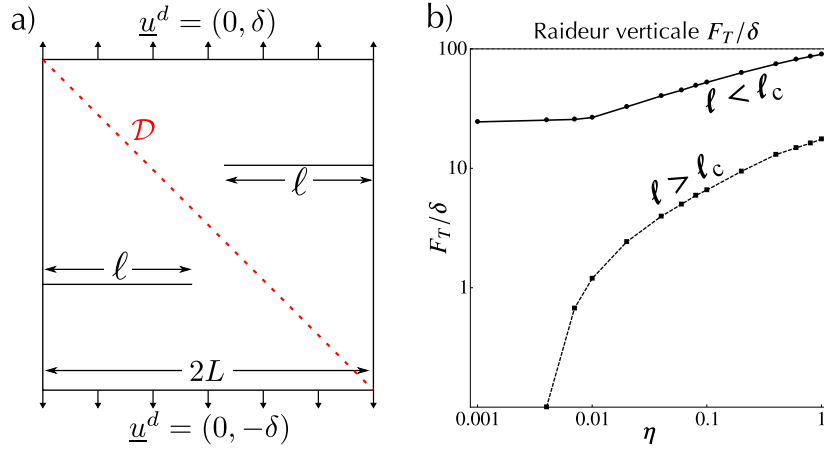 a)
u^d = (0, δ)
D
ℓ
ℓ
2L
u^d = (0, −δ)
b)
Raideur verticale F_T/δ
100
10
1
F_T/δ
ℓ < ℓ_c
ℓ > ℓ_c
0.001
0.01
0.1
1
η